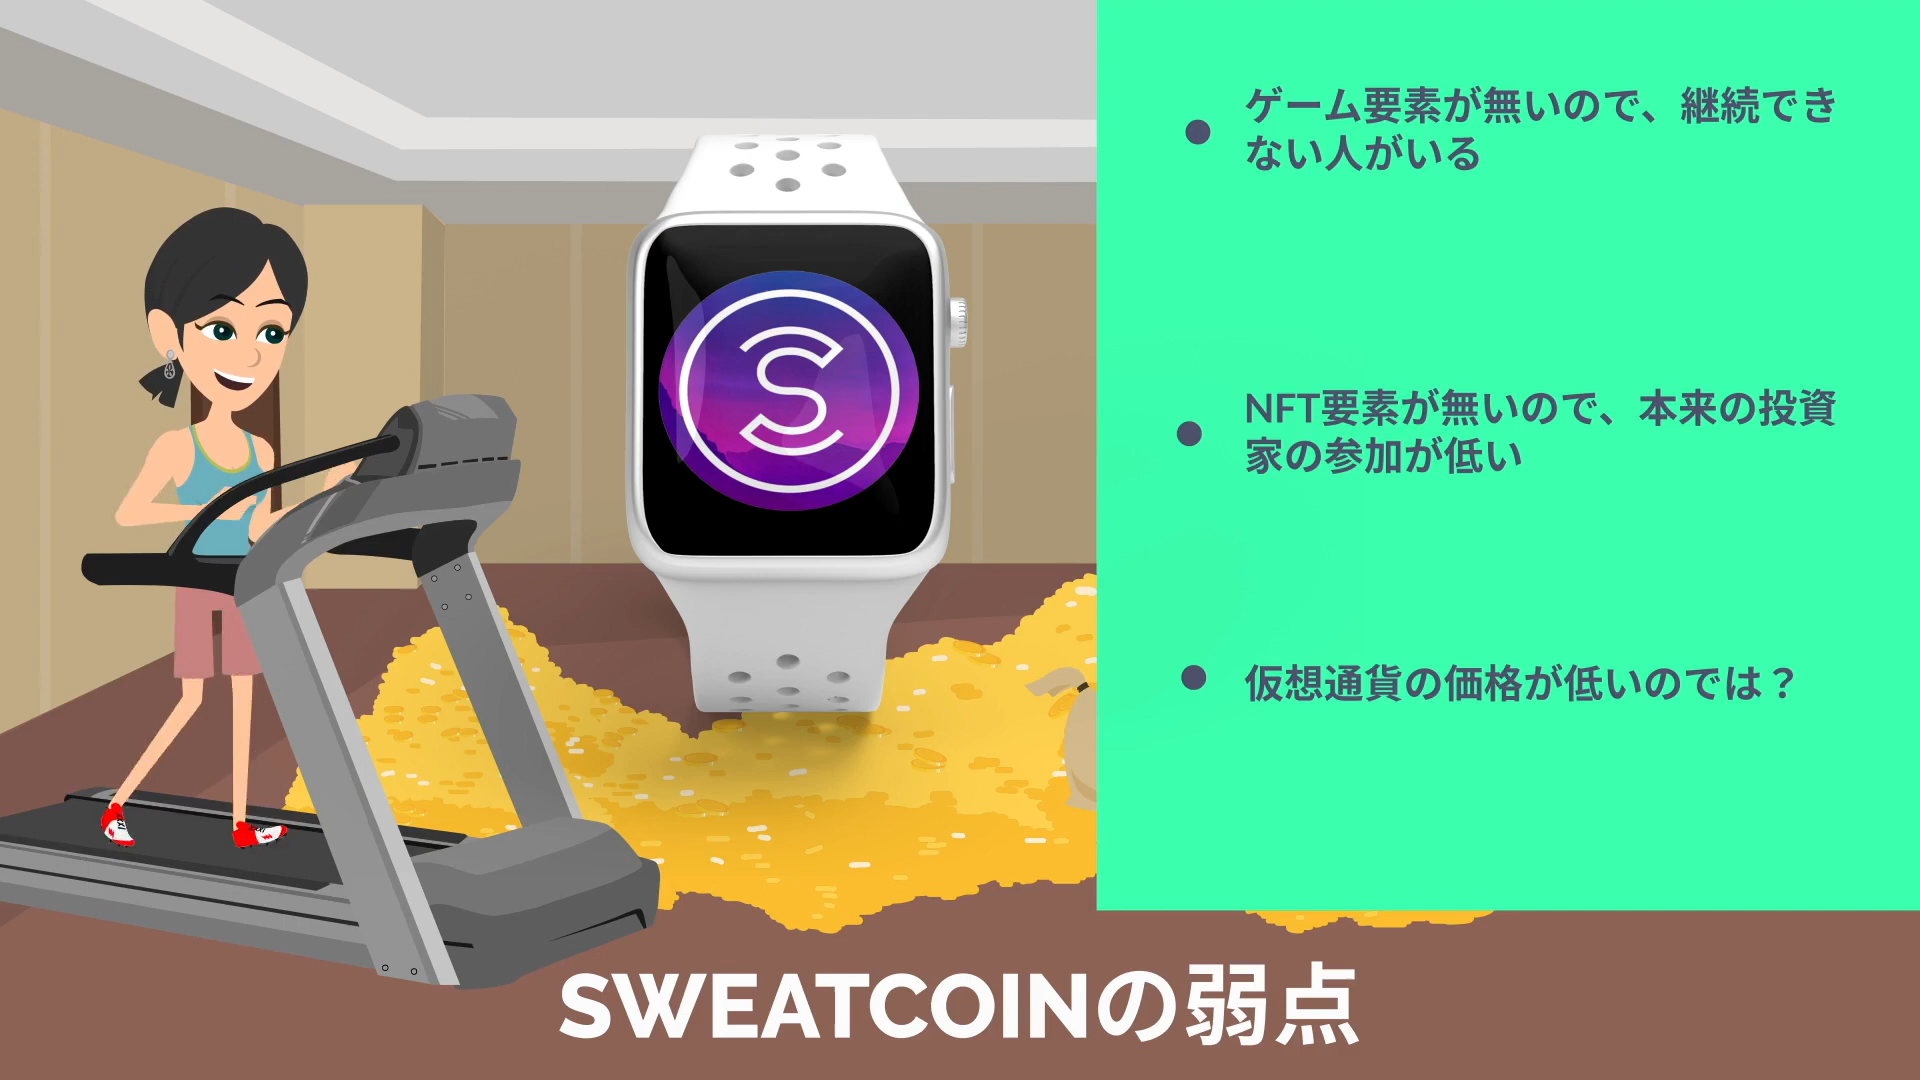 ゲーム要素が無いので、継続でき
ない人がいる
NFT要素が無いので、本来の投資
家の参加が低い
仮想通貨の価格が低いのでは？
SWEATCOINの弱点